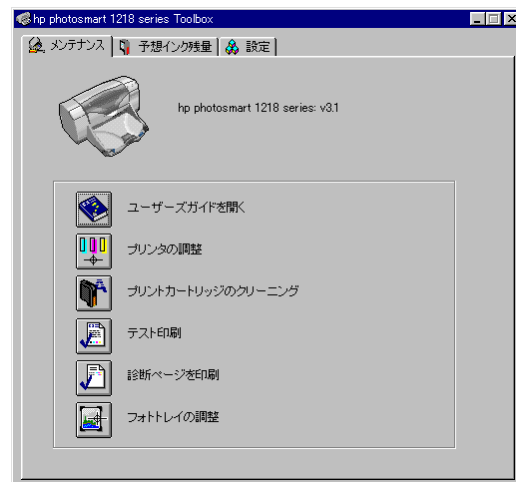 hp photosmart 1218 series Toolbox
メンテナンス 予想インク残量 設定
hp photosmart 1218 series: v3.1
ユーザーズガイドを開く
プリンタの調整
プリントカートリッジのクリーニング
テスト印刷
診断ページを印刷
フォトトレイの調整